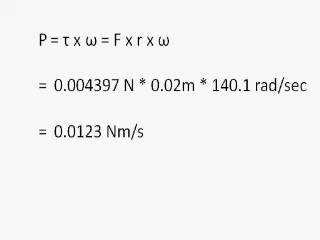 P = τ x ω = F x r x ω
= 0.004397 N * 0.02m * 140.1 rad/sec
= 0.0123 Nm/s